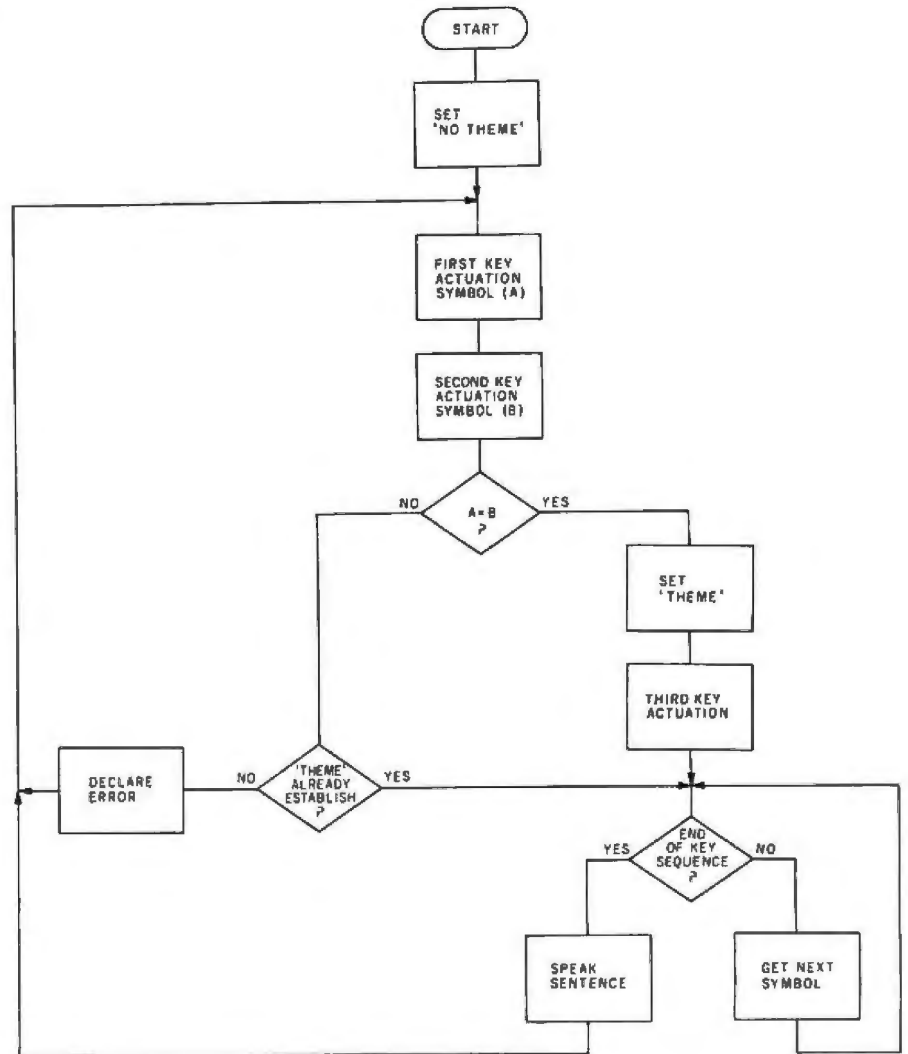 START
SET
'NO THEME'
FIRST KEY
ACTUATION
SYMBOL (A)
SECOND KEY
ACTUATION
SYMBOL (B)
NO
A=B
?
YES
SET
'THEME'
THIRD KEY
ACTUATION
DECLARE
ERROR
NO
'THEME'
ALREADY
ESTABLISH
?
YES
YES
END
OF KEY
SEQUENCE
?
NO
SPEAK
SENTENCE
GET NEXT
SYMBOL